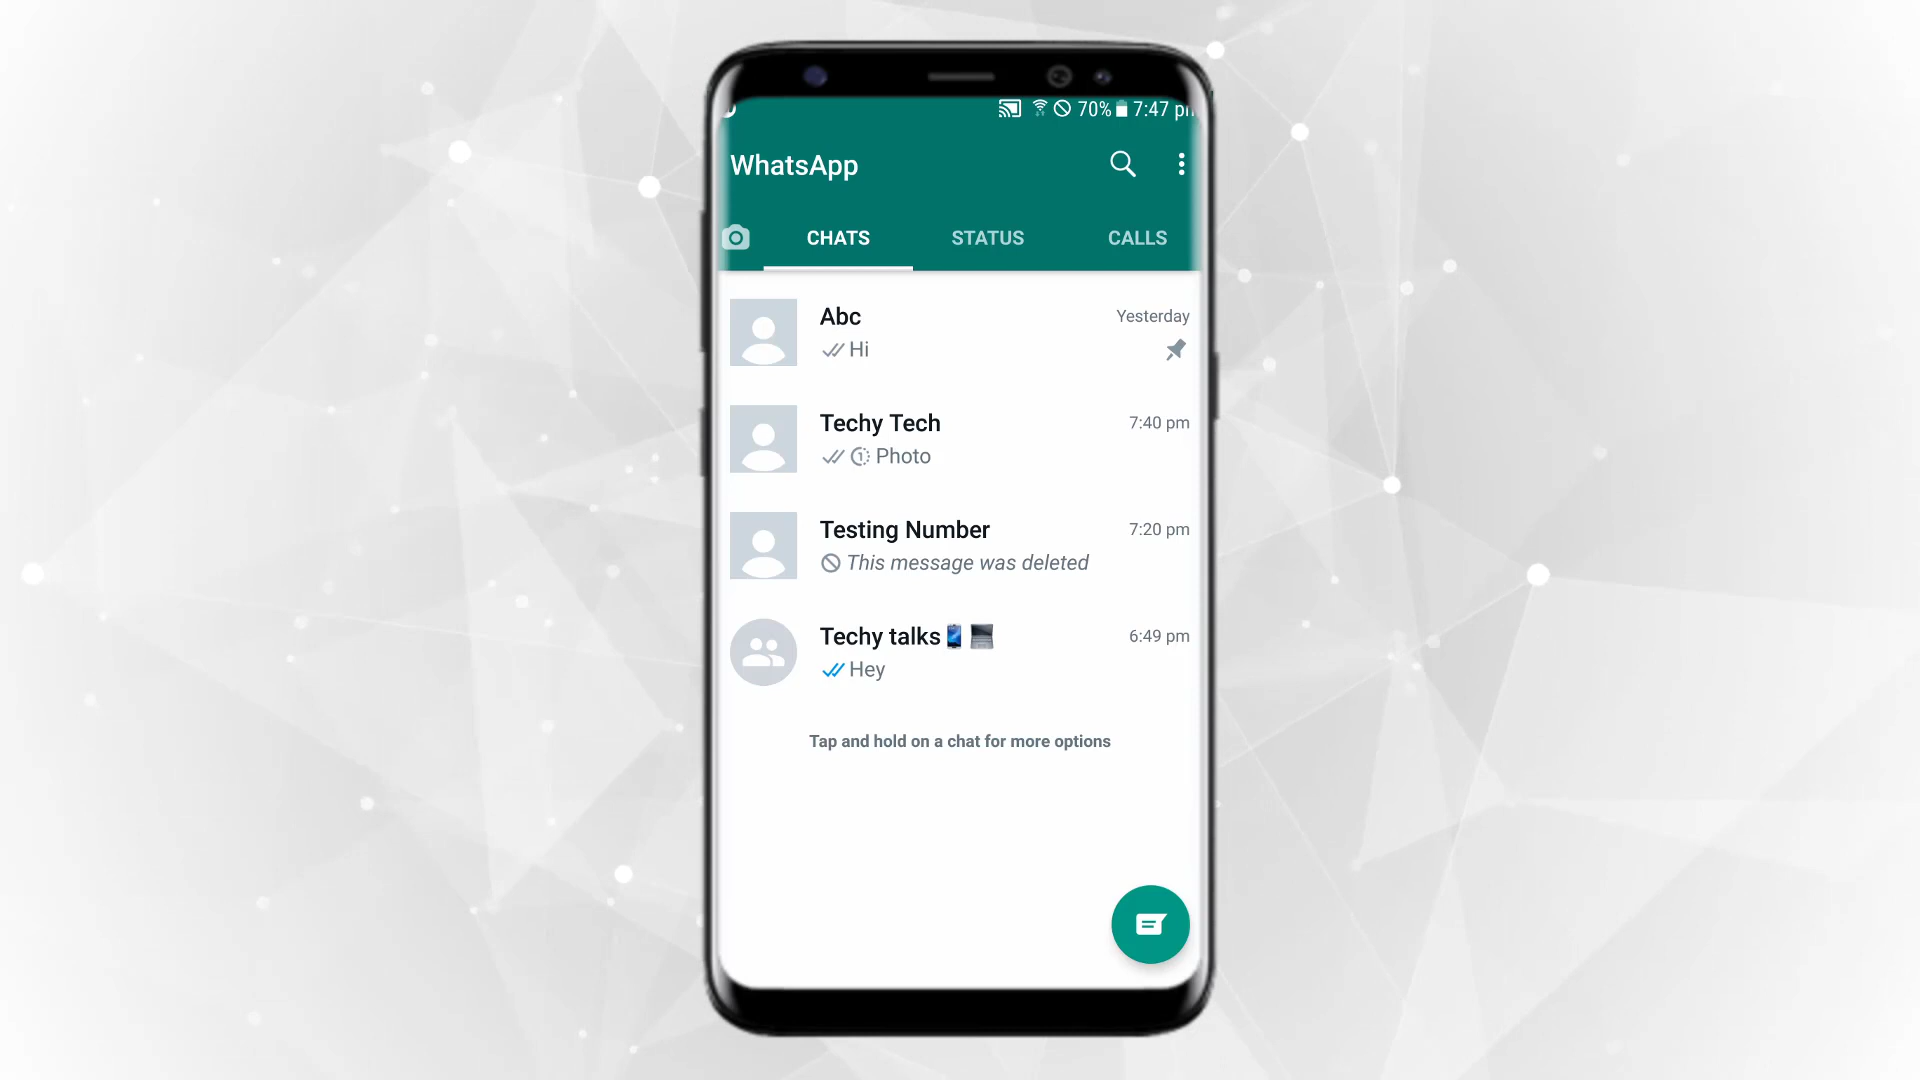 70% 7:47 pm
WhatsApp
CHATS STATUS CALLS
Abc Yesterday
Hi
Techy Tech 7:40 pm
1 Photo
Testing Number 7:20 pm
This message was deleted
Techy talks📱💻 6:49 pm
Hey
Tap and hold on a chat for more options